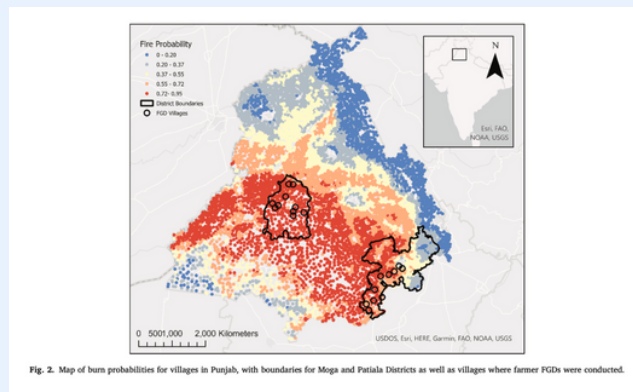 Fire Probability
0 - 0.20
0.20 - 0.37
0.37 - 0.55
0.55 - 0.72
0.72- 0.95
District Boundaries
FGD Villages
N
Esri, FAO,
NOAA, USGS
0 5001,000 2,000 Kilometers
USDOS, Esri, HERE, Garmin, FAO, NOAA, USGS
Fig. 2. Map of burn probabilities for villages in Punjab, with boundaries for Moga and Patiala Districts as well as villages where farmer FGDs were conducted.